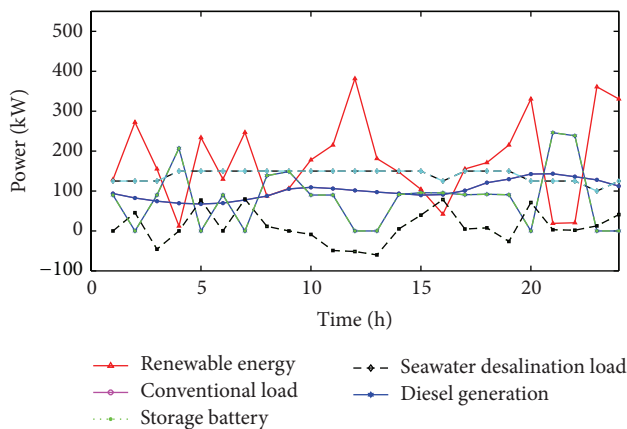 550
400
300
200
100
0
−100
Power (kW)
0
5
10
15
20
Time (h)
Renewable energy
Conventional load
Storage battery
Seawater desalination load
Diesel generation